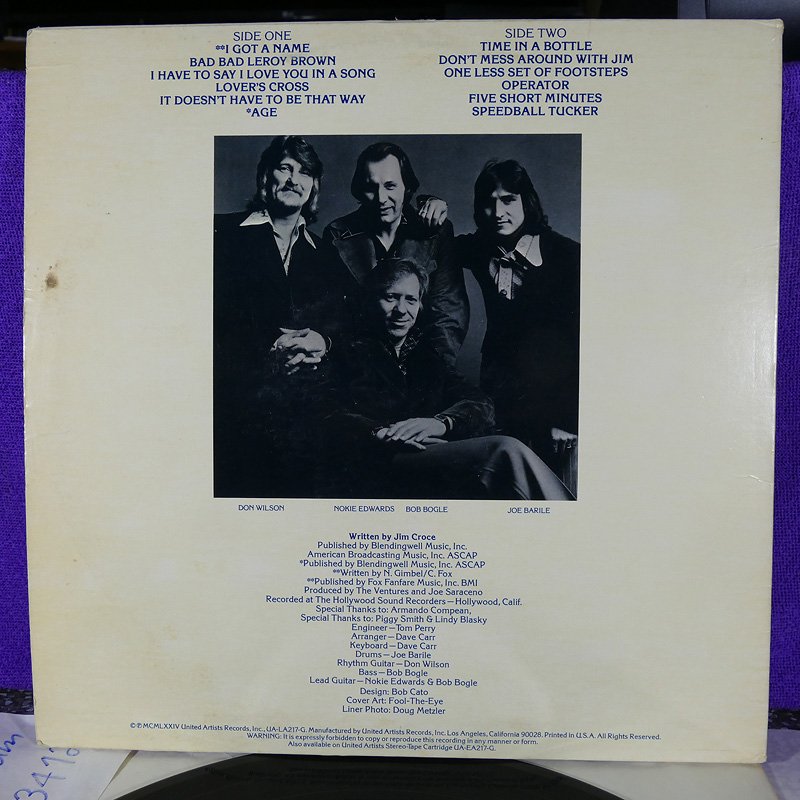 SIDE ONE
**I GOT A NAME
BAD BAD LEROY BROWN
I HAVE TO SAY I LOVE YOU IN A SONG
LOVER'S CROSS
IT DOESN'T HAVE TO BE THAT WAY
*AGE
SIDE TWO
TIME IN A BOTTLE
DON'T MESS AROUND WITH JIM
ONE LESS SET OF FOOTSTEPS
OPERATOR
FIVE SHORT MINUTES
SPEEDBALL TUCKER
DON WILSON NOKIE EDWARDS BOB BOGLE JOE BARILE
Written by Jim Croce
Published by Blendingwell Music, Inc.
American Broadcasting Music, Inc. ASCAP
*Published by Blendingwell Music, Inc. ASCAP
**Written by N. Gimbel/C. Fox
**Published by Fox Fanfare Music, Inc. BMI
Produced by The Ventures and Joe Saraceno
Recorded at The Hollywood Sound Recorders—Hollywood, Calif.
Special Thanks to: Armando Compean,
Special Thanks to: Piggy Smith & Lindy Blasky
Engineer—Tom Perry
Arranger—Dave Carr
Keyboard—Dave Carr
Drums—Joe Barile
Rhythm Guitar—Don Wilson
Bass—Bob Bogle
Lead Guitar—Nokie Edwards & Bob Bogle
Design: Bob Cato
Cover Art: Fool-The-Eye
Liner Photo: Doug Metzler
©℗ MCMLXXIV United Artists Records, Inc., UA-LA217-G. Manufactured by United Artists Records, Inc. Los Angeles, California 90028. Printed in U.S.A. All Rights Reserved.
WARNING: It is expressly forbidden to copy or reproduce this recording in any manner or form.
Also available on United Artists Stereo-Tape Cartridge UA-EA217-G.